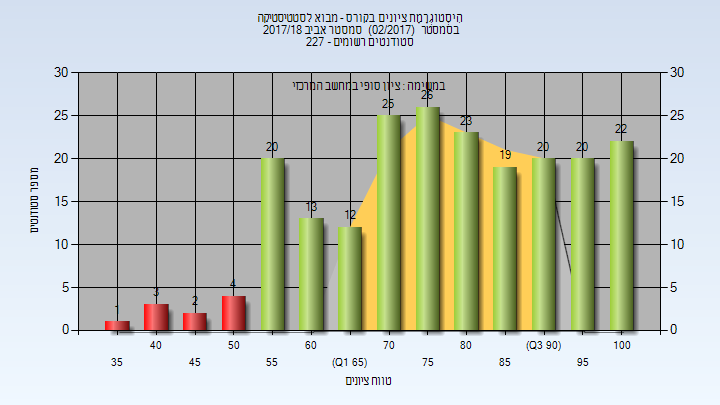 היסטוגרמת ציונים בקורס - מבוא לסטטיסטיקה
בסמסטר (02/2017) סמסטר אביב 2017/18
סטודנטים רשומים - 227
במשימה : ציון סופי במחשב המרכזי
30 30
25 25
20 20
15 15
10 10
5 5
0 0
1 3 2 4 20 13 12 25 26 23 19 20 20 22
מספר סטודנטים
40 50 60 70 80 (Q3 90) 100
35 45 55 (Q1 65) 75 85 95
טווח ציונים